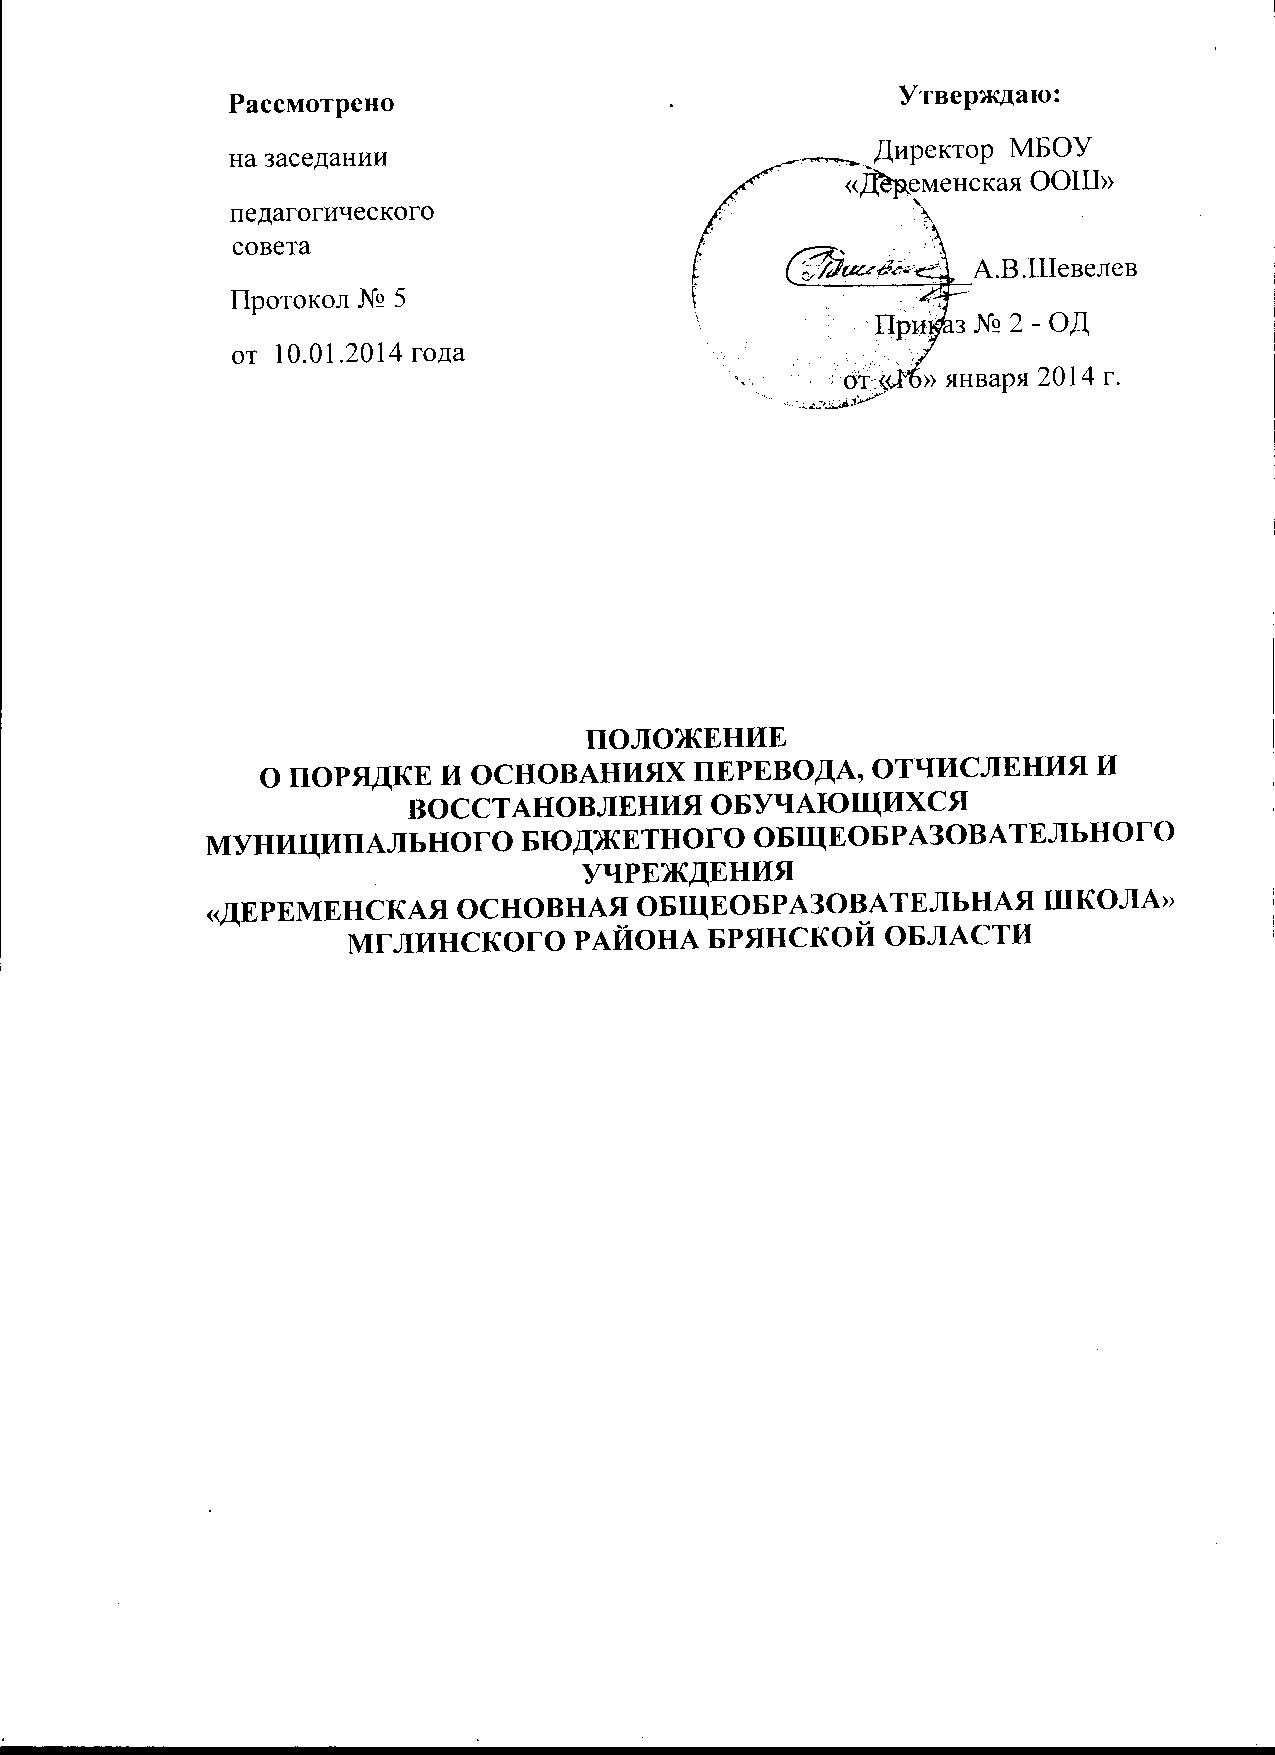 Рассмотрено
на заседании
педагогического
совета
Протокол № 5
от 10.01.2014 года
Утверждаю:
Директор МБОУ
«Деременская ООШ»
А.В.Шевелев
Приказ № 2 - ОД
от «16» января 2014 г.
ПОЛОЖЕНИЕ
О ПОРЯДКЕ И ОСНОВАНИЯХ ПЕРЕВОДА, ОТЧИСЛЕНИЯ И
ВОССТАНОВЛЕНИЯ ОБУЧАЮЩИХСЯ
МУНИЦИПАЛЬНОГО БЮДЖЕТНОГО ОБЩЕОБРАЗОВАТЕЛЬНОГО
УЧРЕЖДЕНИЯ
«ДЕРЕМЕНСКАЯ ОСНОВНАЯ ОБЩЕОБРАЗОВАТЕЛЬНАЯ ШКОЛА»
МГЛИНСКОГО РАЙОНА БРЯНСКОЙ ОБЛАСТИ